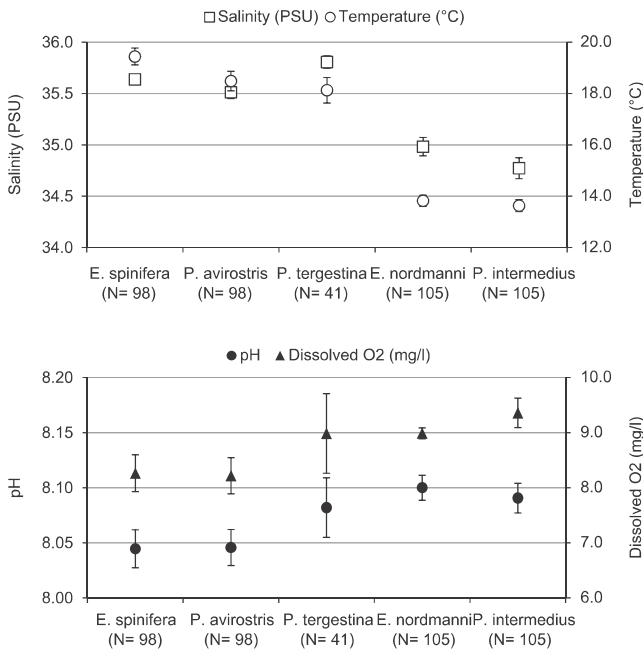 Salinity (PSU) Temperature (°C)
36.0 20.0
35.5 18.0
35.0 16.0
34.5 14.0
34.0 12.0
Salinity (PSU)
Temperature (°C)
E. spinifera P. avirostris P. tergestina E. nordmanni P. intermedius
(N= 98) (N= 98) (N= 41) (N= 105) (N= 105)
pH Dissolved O2 (mg/l)
8.20 10.0
8.15 9.0
8.10 8.0
8.05 7.0
8.00 6.0
pH
Dissolved O2 (mg/l)
E. spinifera P. avirostris P. tergestina E. nordmanni P. intermedius
(N= 98) (N= 98) (N= 41) (N= 105) (N= 105)